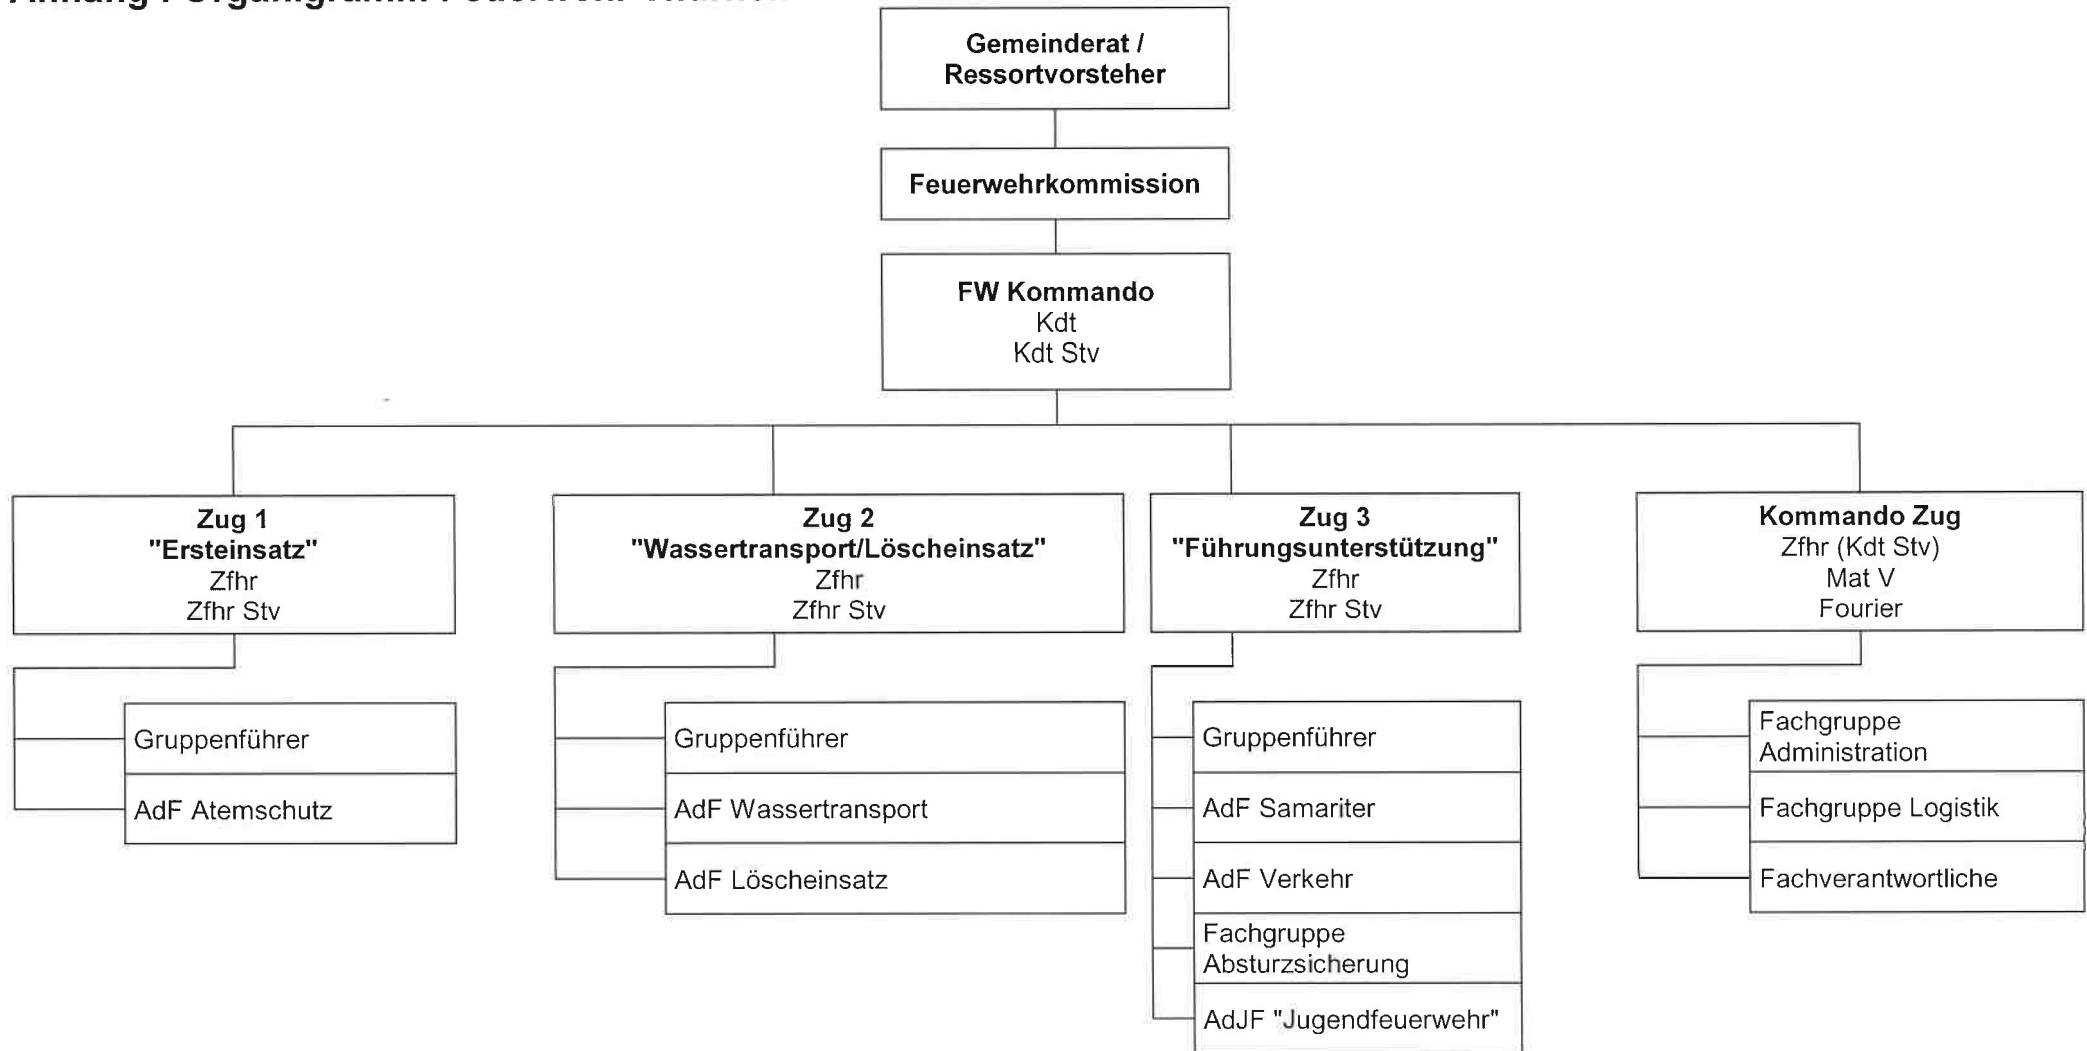 Gemeinderat /
Ressortvorsteher
Feuerwehrkommission
FW Kommando
Kdt
Kdt Stv
Zug 1
"Ersteinsatz"
Zfhr
Zfhr Stv
Gruppenführer
AdF Atemschutz
Zug 2
"Wassertransport/Löscheinsatz"
Zfhr
Zfhr Stv
Gruppenführer
AdF Wassertransport
AdF Löscheinsatz
Zug 3
"Führungsunterstützung"
Zfhr
Zfhr Stv
Gruppenführer
AdF Samariter
AdF Verkehr
Fachgruppe
Absturzsicherung
AdJF "Jugendfeuerwehr"
Kommando Zug
Zfhr (Kdt Stv)
Mat V
Fourier
Fachgruppe
Administration
Fachgruppe Logistik
Fachverantwortliche